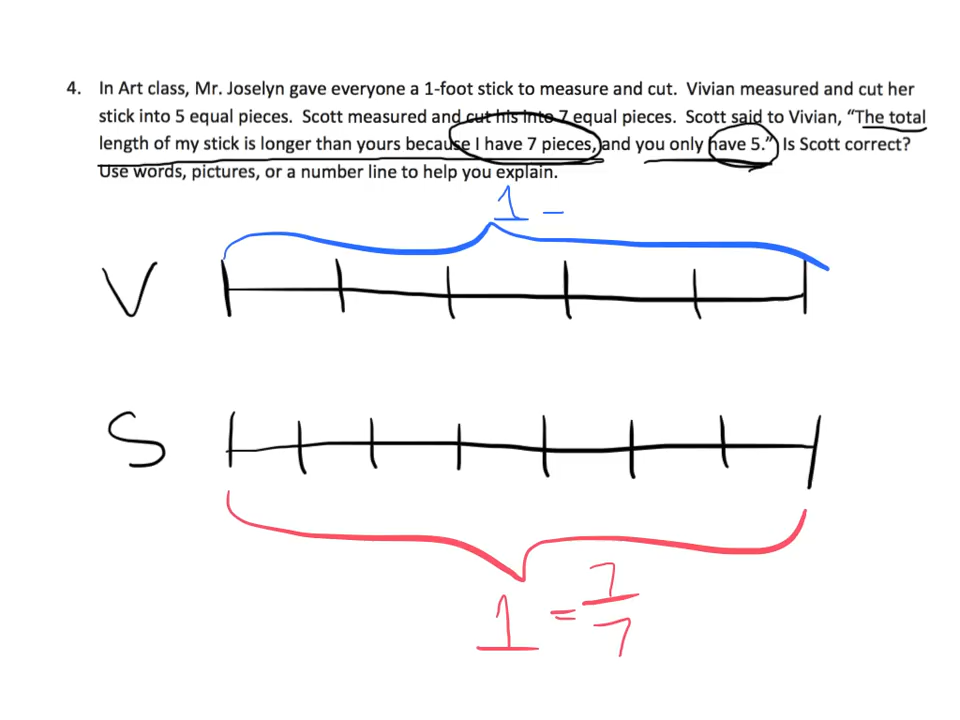 4. In Art class, Mr. Joselyn gave everyone a 1-foot stick to measure and cut. Vivian measured and cut her
stick into 5 equal pieces. Scott measured and cut his into 7 equal pieces. Scott said to Vivian, “The total
length of my stick is longer than yours because I have 7 pieces, and you only have 5.” Is Scott correct?
Use words, pictures, or a number line to help you explain.
1 -
V
S
1 = 7/7